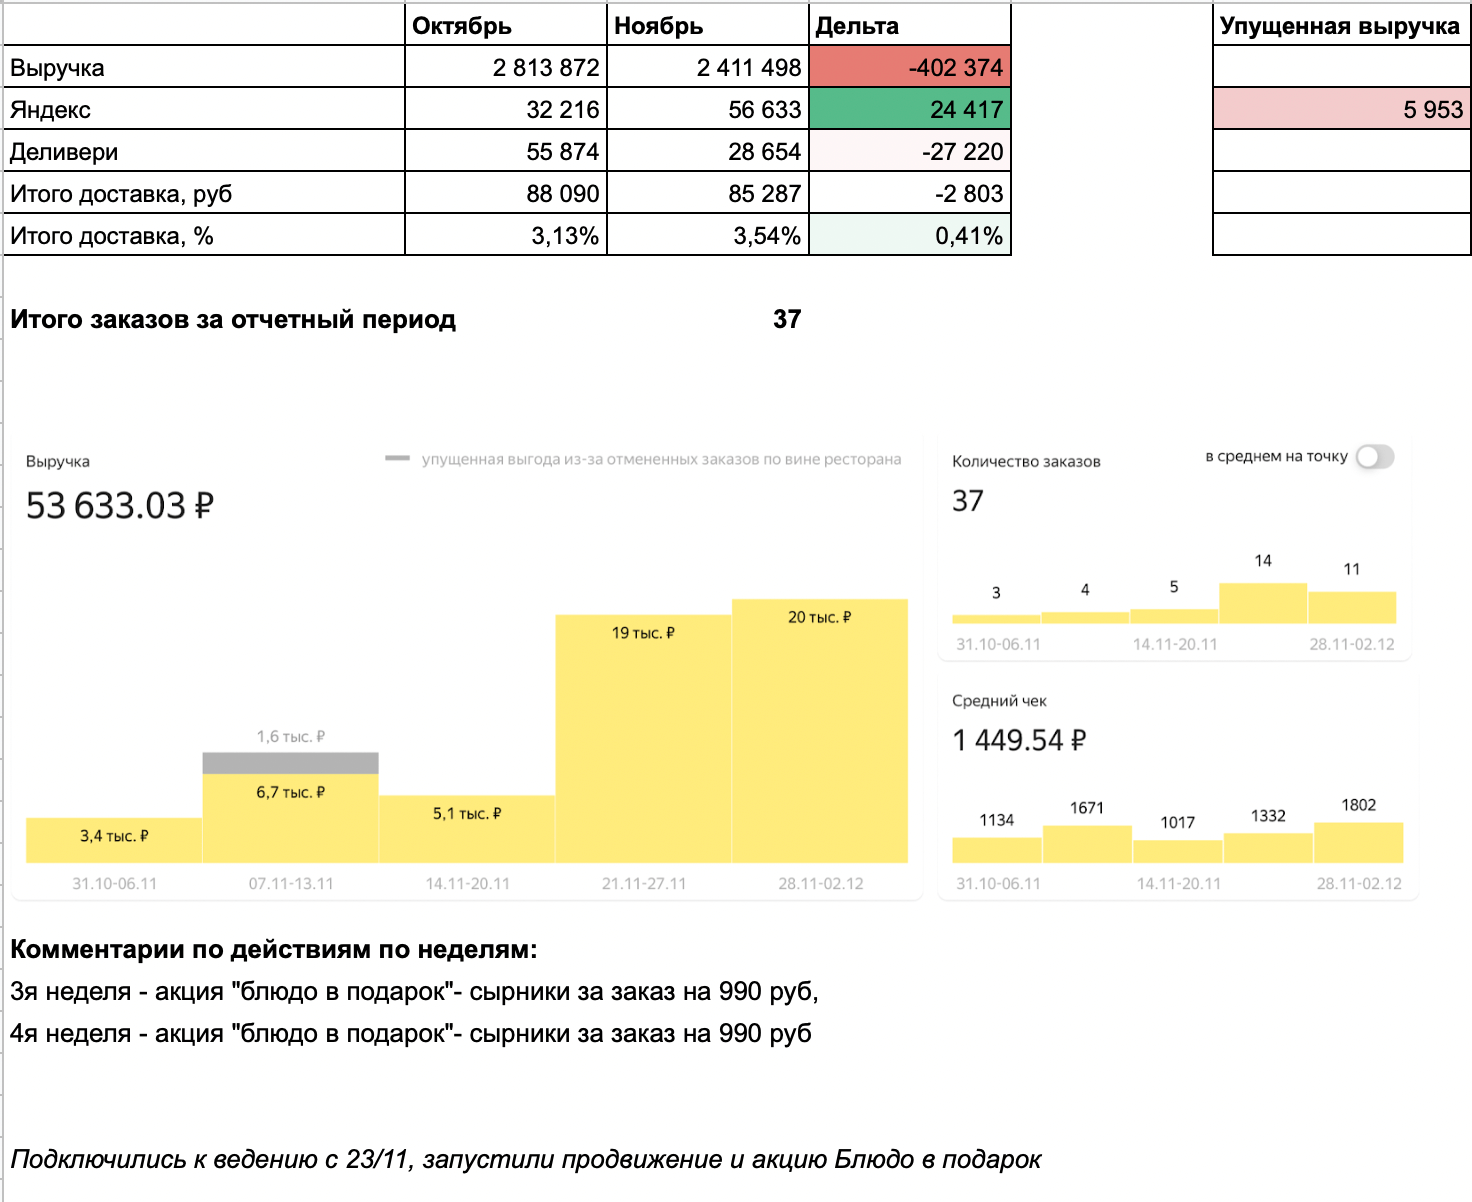 Октябрь Ноябрь Дельта Упущенная выручка
Выручка 2 813 872 2 411 498 -402 374
Яндекс 32 216 56 633 24 417 5 953
Деливери 55 874 28 654 -27 220
Итого доставка, руб 88 090 85 287 -2 803
Итого доставка, % 3,13% 3,54% 0,41%
Итого заказов за отчетный период 37
Выручка
упущенная выгода из-за отмененных заказов по вине ресторана
53 633.03 ₽
1,6 тыс. ₽
3,4 тыс. ₽
6,7 тыс. ₽
5,1 тыс. ₽
19 тыс. ₽
20 тыс. ₽
31.10-06.11 07.11-13.11 14.11-20.11 21.11-27.11 28.11-02.12
Количество заказов
в среднем на точку
37
3 4 5 14 11
31.10-06.11 14.11-20.11 28.11-02.12
Средний чек
1 449.54 ₽
1134 1671 1017 1332 1802
31.10-06.11 14.11-20.11 28.11-02.12
Комментарии по действиям по неделям:
3я неделя - акция "блюдо в подарок"- сырники за заказ на 990 руб,
4я неделя - акция "блюдо в подарок"- сырники за заказ на 990 руб
Подключились к ведению с 23/11, запустили продвижение и акцию Блюдо в подарок